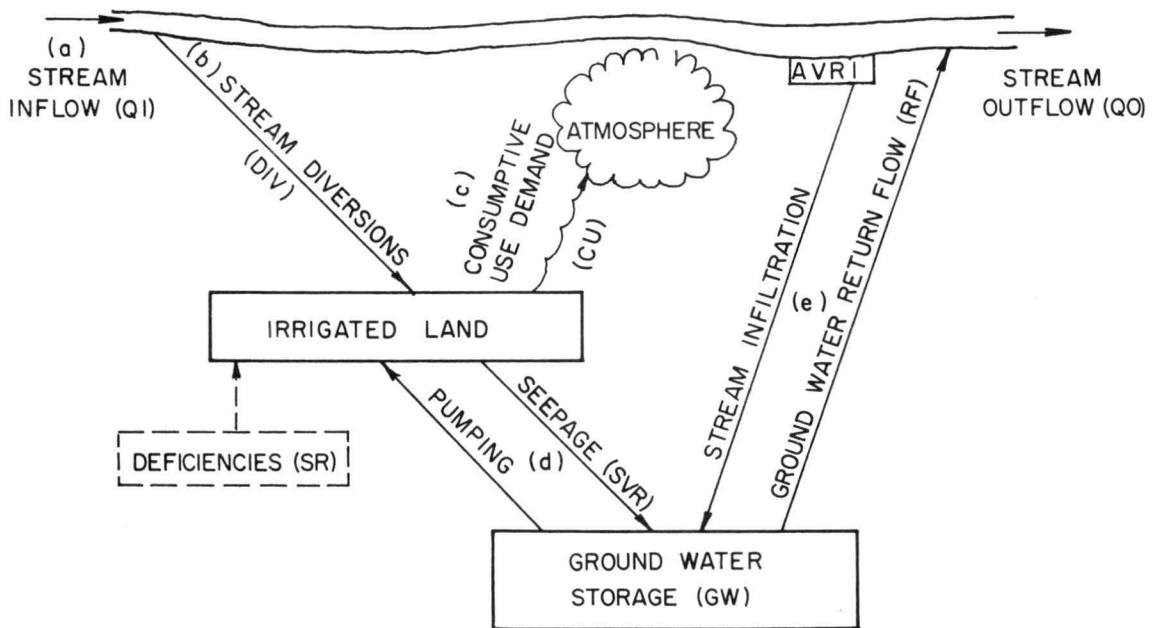 (a)
STREAM
INFLOW (QI)
(b) STREAM DIVERSIONS
(DIV)
(c)
CONSUMPTIVE
USE DEMAND
(CU)
ATMOSPHERE
AVRI
STREAM
OUTFLOW (QO)
STREAM INFILTRATION
(e)
GROUND WATER RETURN FLOW (RF)
IRRIGATED LAND
DEFICIENCIES (SR)
PUMPING
(d)
SEEPAGE (SVR)
GROUND WATER
STORAGE (GW)